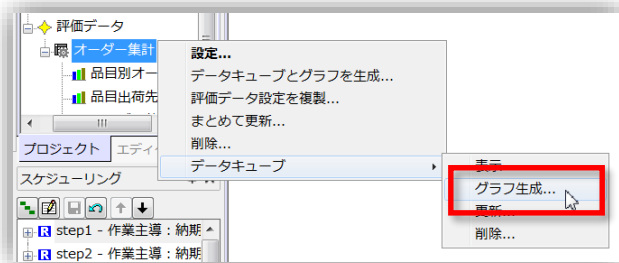 評価データ
オーダー集計
品目別オー
品目出荷先
設定...
データキューブとグラフを生成...
評価データ設定を複製...
まとめて更新...
削除...
データキューブ
表示
グラフ生成...
更新...
削除...
プロジェクト エディ
スケジューリング
step1 - 作業主導：納期
step2 - 作業主導：納期